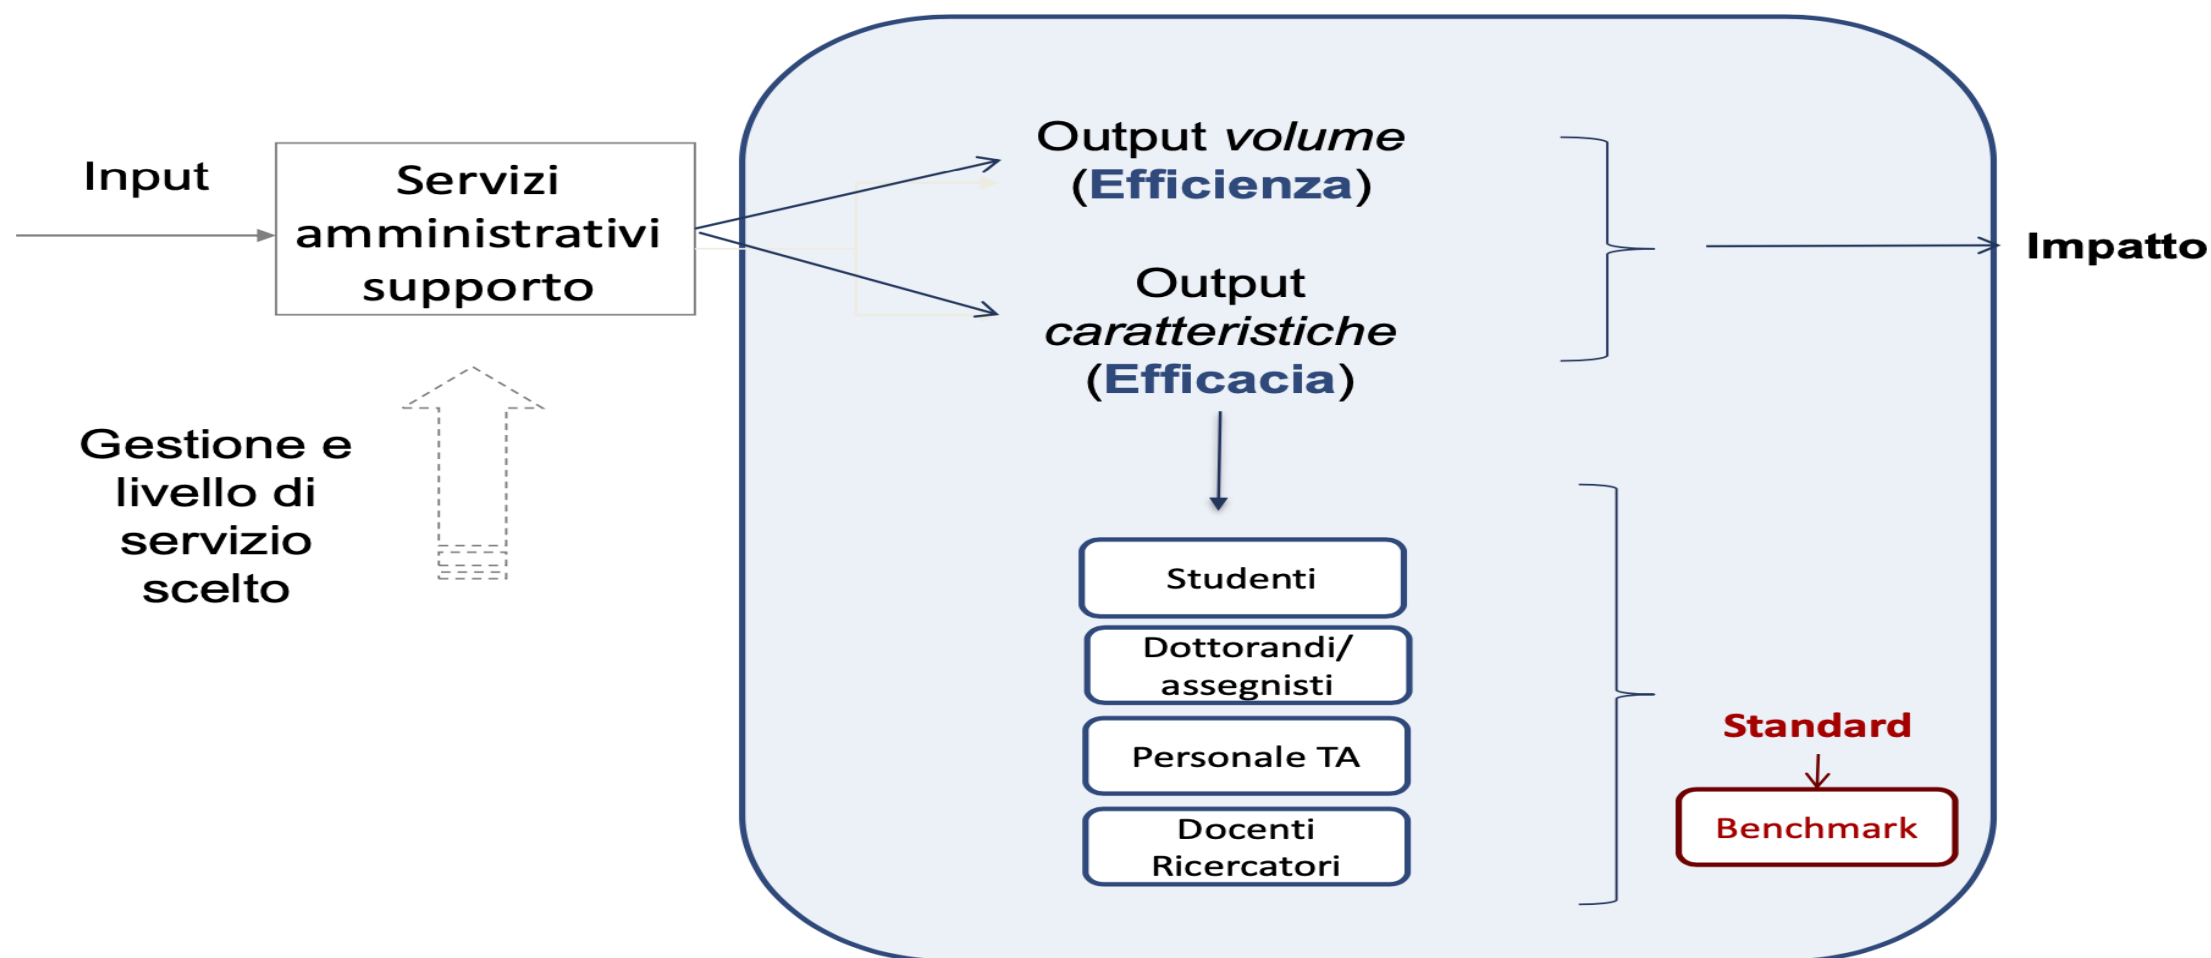 Input
Servizi
amministrativi
supporto
Gestione e
livello di
servizio
scelto
Output volume
(Efficienza)
Output
caratteristiche
(Efficacia)
Impatto
Studenti
Dottorandi/
assegnisti
Personale TA
Docenti
Ricercatori
Standard
Benchmark